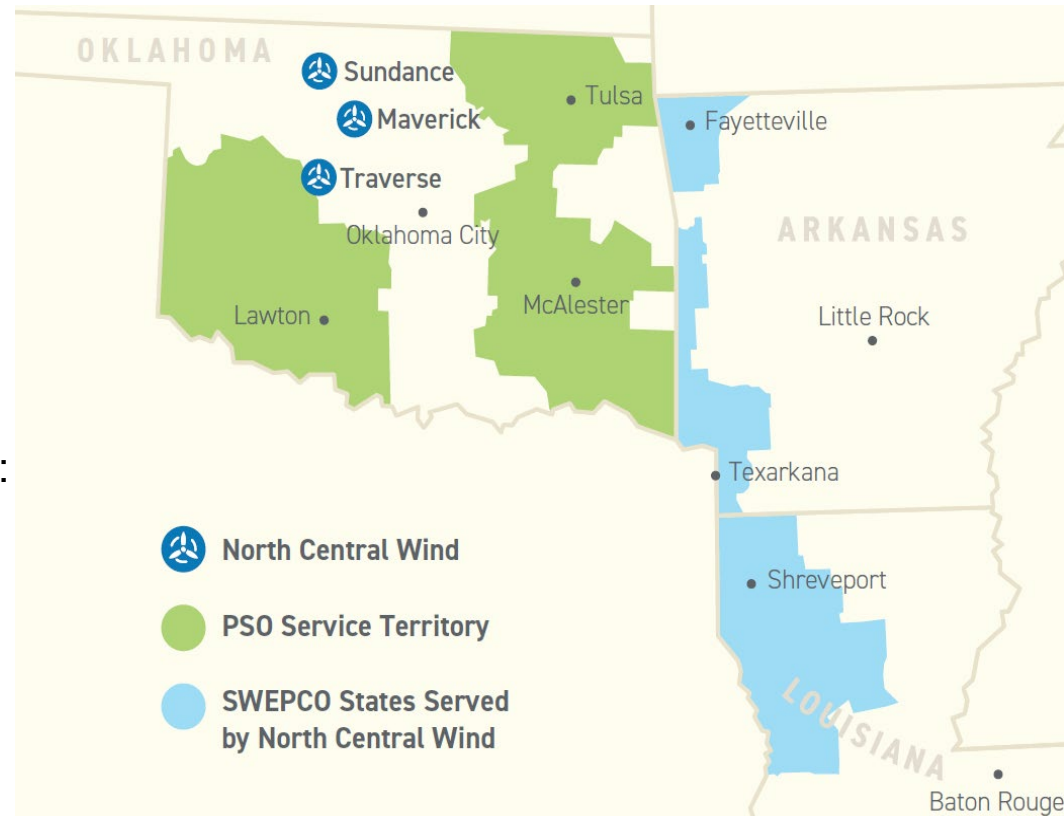 OKLAHOMA
Sundance
Maverick
Traverse
Oklahoma City
Lawton
Tulsa
McAlester
Fayetteville
ARKANSAS
Little Rock
Texarkana
Shreveport
LOUISIANA
Baton Rouge
:
North Central Wind
PSO Service Territory
SWEPCO States Served
by North Central Wind